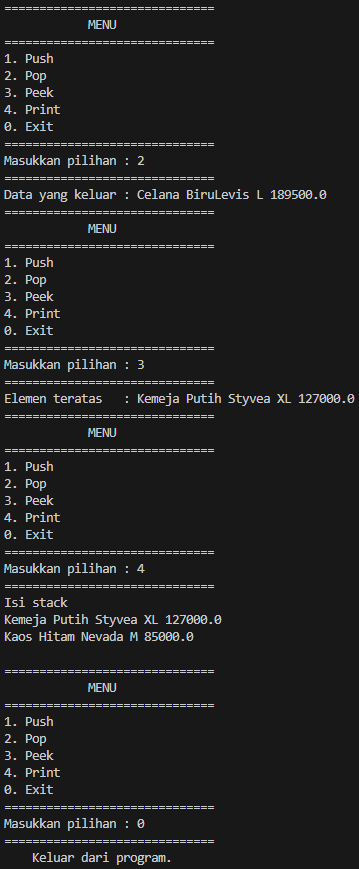 ==============================
MENU
==============================
1. Push
2. Pop
3. Peek
4. Print
0. Exit
==============================
Masukkan pilihan : 2
==============================
Data yang keluar : Celana BiruLevis L 189500.0
==============================
MENU
==============================
1. Push
2. Pop
3. Peek
4. Print
0. Exit
==============================
Masukkan pilihan : 3
==============================
Elemen teratas   : Kemeja Putih Styvea XL 127000.0
==============================
MENU
==============================
1. Push
2. Pop
3. Peek
4. Print
0. Exit
==============================
Masukkan pilihan : 4
==============================
Isi stack
Kemeja Putih Styvea XL 127000.0
Kaos Hitam Nevada M 85000.0
==============================
MENU
==============================
1. Push
2. Pop
3. Peek
4. Print
0. Exit
==============================
Masukkan pilihan : 0
==============================
Keluar dari program.